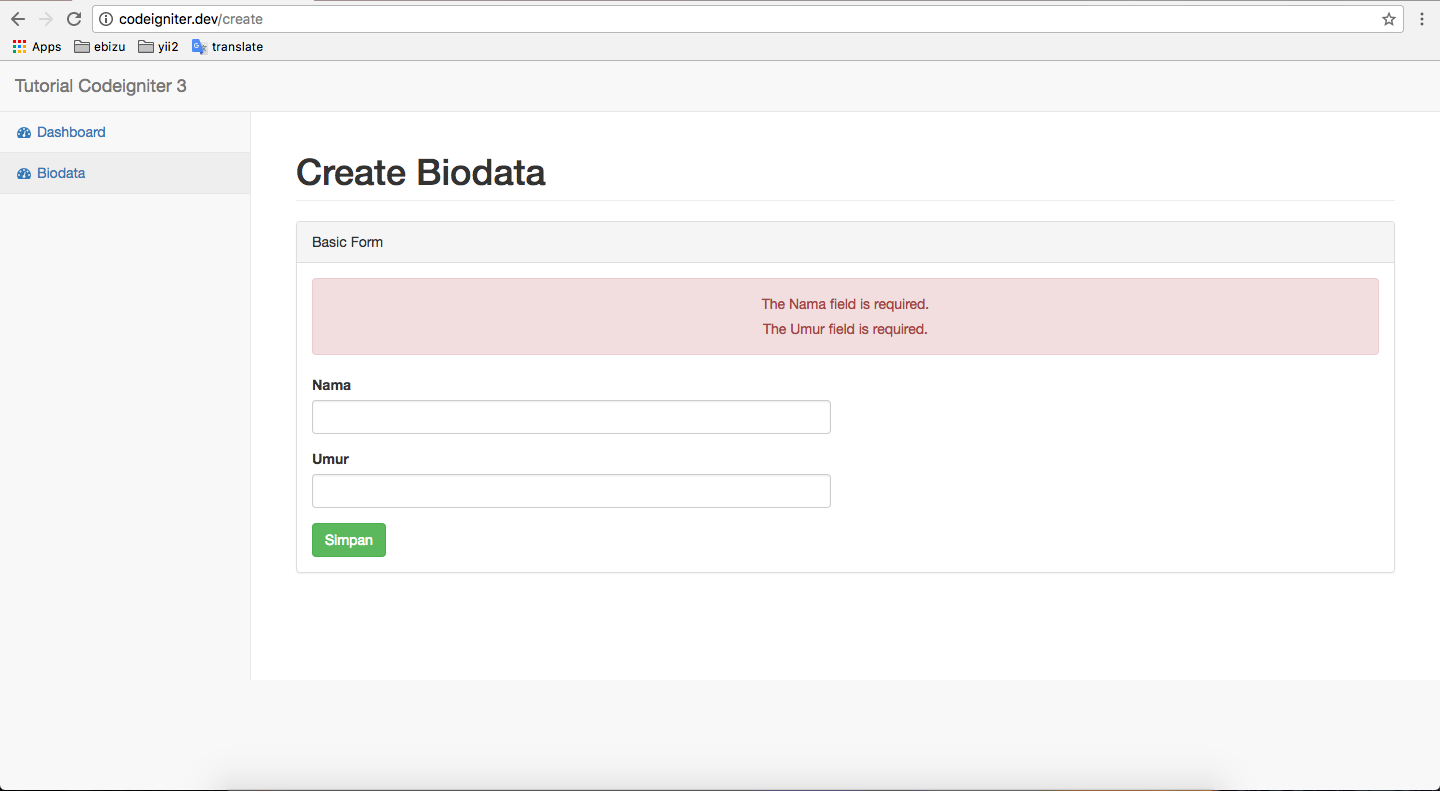 codeigniter.dev/create
Apps ebizu yii2 translate
Tutorial Codeigniter 3
Dashboard
Biodata
Create Biodata
Basic Form
The Nama field is required.
The Umur field is required.
Nama
Umur
Simpan